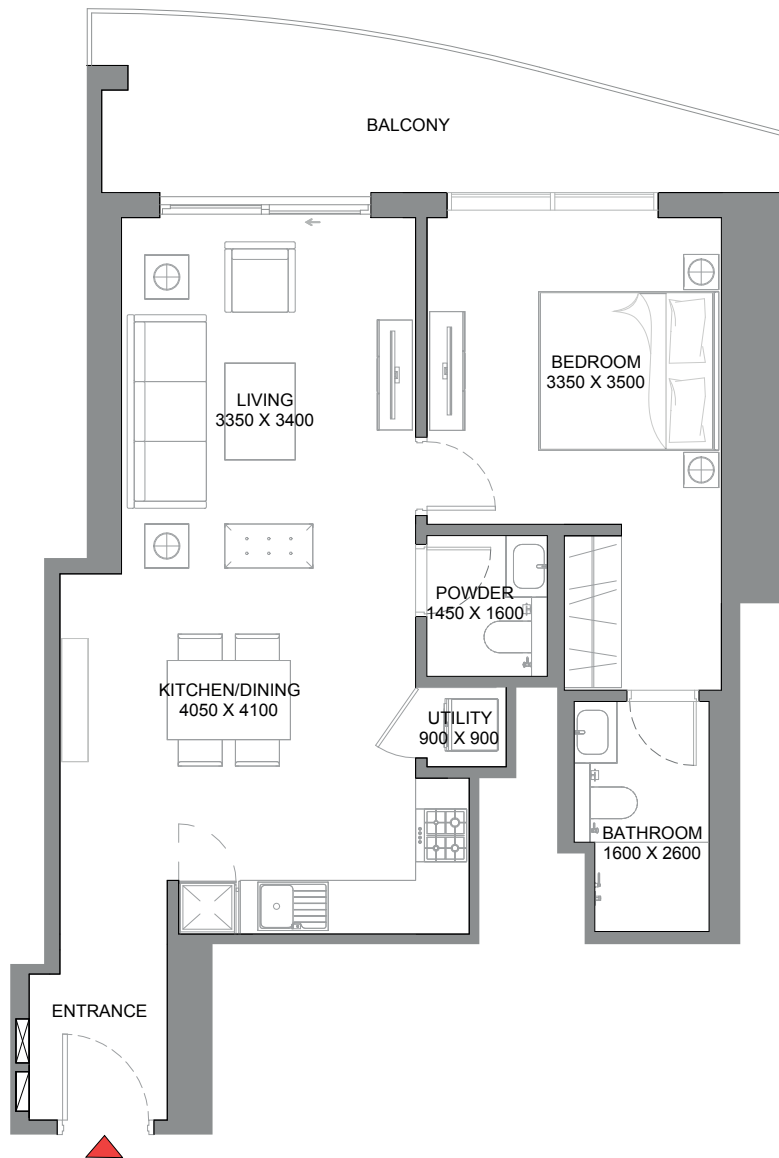 BALCONY
LIVING
3350 X 3400
BEDROOM
3350 X 3500
POWDER
1450 X 1600
KITCHEN/DINING
4050 X 4100
UTILITY
900 X 900
BATHROOM
1600 X 2600
ENTRANCE